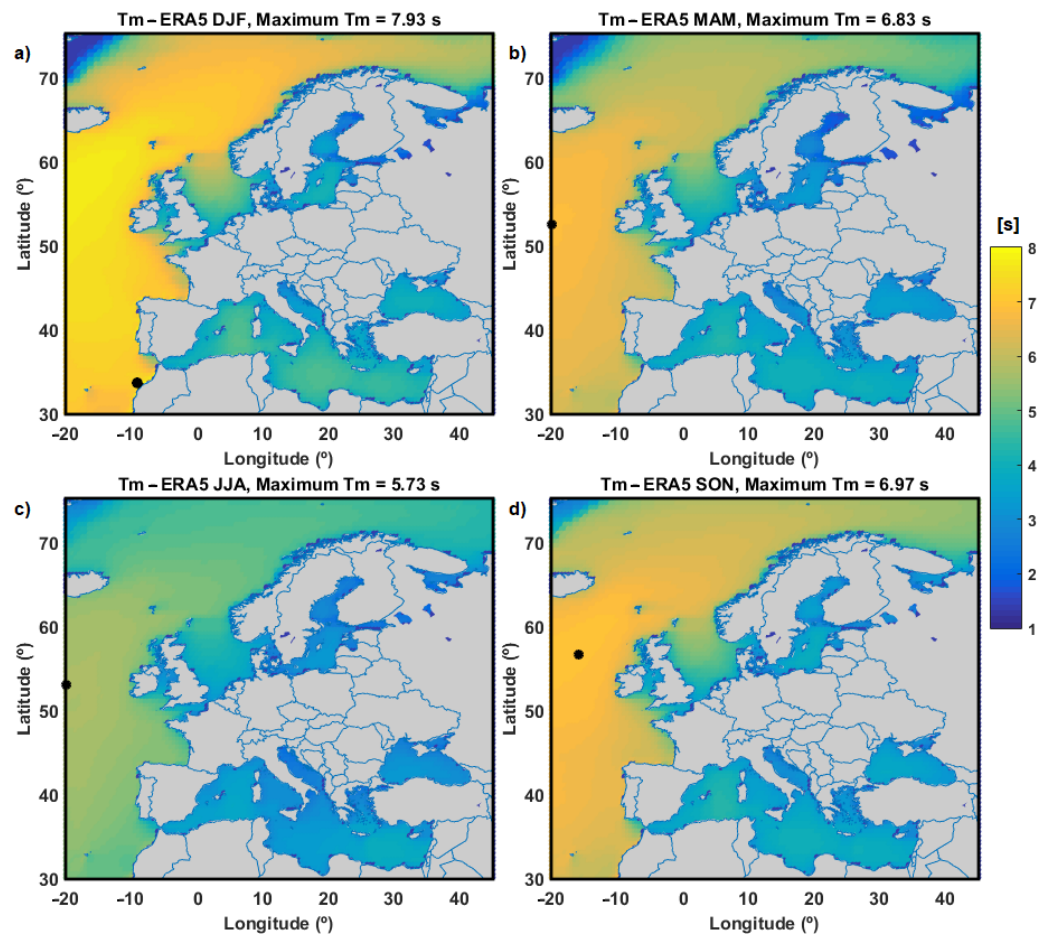 Tm – ERA5 DJF, Maximum Tm = 7.93 s
a)
70
60
50
40
30
Latitude (º)
−20 −10 0 10 20 30 40
Longitude (º)
Tm – ERA5 MAM, Maximum Tm = 6.83 s
b)
70
60
50
40
30
Latitude (º)
−20 −10 0 10 20 30 40
Longitude (º)
[s]
8
7
6
5
4
3
2
1
Tm – ERA5 JJA, Maximum Tm = 5.73 s
c)
70
60
50
40
30
Latitude (º)
−20 −10 0 10 20 30 40
Longitude (º)
Tm – ERA5 SON, Maximum Tm = 6.97 s
d)
70
60
50
40
30
Latitude (º)
−20 −10 0 10 20 30 40
Longitude (º)